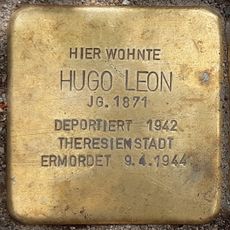 HIER WOHNTE
HUGO LEON
JG. 1871
DEPORTIERT 1942
THERESIENSTADT
ERMORDET 9.4.1944